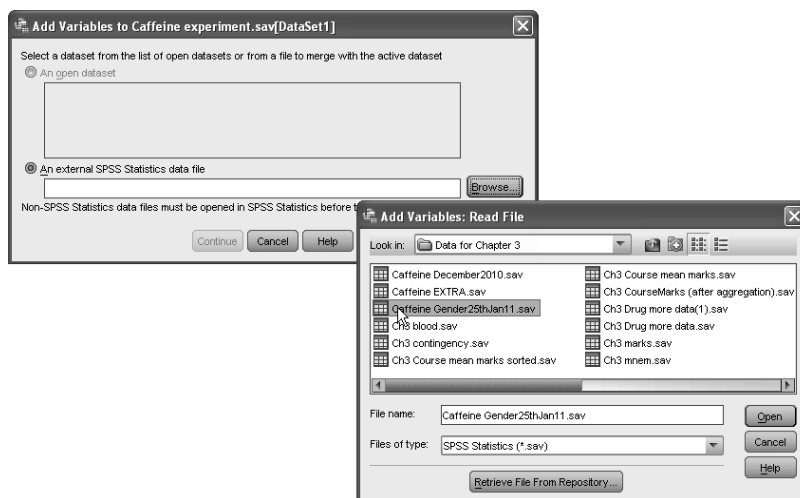 Add Variables to Caffeine experiment.sav[DataSet1]
Select a dataset from the list of open datasets or from a file to merge with the active dataset
An open dataset
An external SPSS Statistics data file
Browse...
Non-SPSS Statistics data files must be opened in SPSS Statistics before
Continue Cancel Help
Add Variables: Read File
Look in: Data for Chapter 3
Caffeine December2010.sav
Caffeine EXTRA.sav
Caffeine Gender25thJan11.sav
Ch3 blood.sav
Ch3 contingency.sav
Ch3 Course mean marks sorted.sav
Ch3 Course mean marks.sav
Ch3 CourseMarks (after aggregation).sav
Ch3 Drug more data(1).sav
Ch3 Drug more data.sav
Ch3 marks.sav
Ch3 mnem.sav
File name: Caffeine Gender25thJan11.sav
Open
Files of type: SPSS Statistics (*.sav)
Cancel
Help
Retrieve File From Repository...